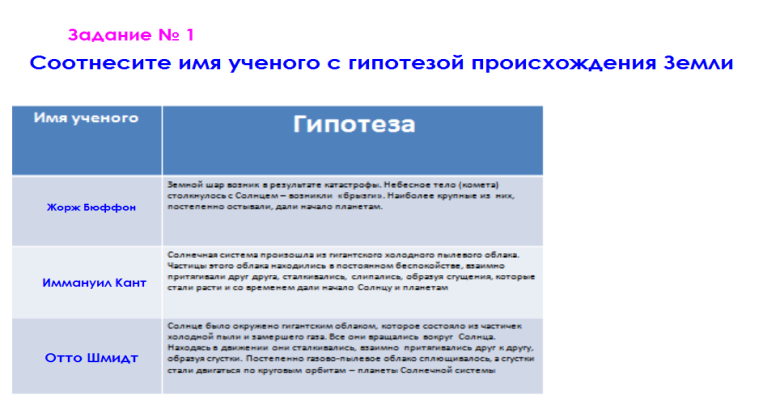 Задание № 1
Соотнесите имя ученого с гипотезой происхождения Земли
Имя ученого
Гипотеза
Жорж Бюффон
Земной шар возник в результате катастрофы. Небесное тело (комета)
столкнулось с Солнцем – возникли «брызги». Наиболее крупные из них,
постепенно остывали, дали начало планетам.
Иммануил Кант
Солнечная система произошла из гигантского холодного пылевого облака.
Частицы этого облака находились в постоянном беспокойстве, взаимно
притягивали друг друга, сталкивались, слипались, образуя сгущения, которые
стали расти и со временем дали начало Солнцу и планетам
Отто Шмидт
Солнце было окружено гигантским облаком, которое состояло из частичек
холодной пыли и замершего газа. Все они вращались вокруг Солнца.
Находясь в движении они сталкивались, взаимно притягивались друг к другу,
образуя сгустки. Постепенно газово-пылевое облако сплющивалось, а сгустки
стали двигаться по круговым орбитам – планеты Солнечной системы